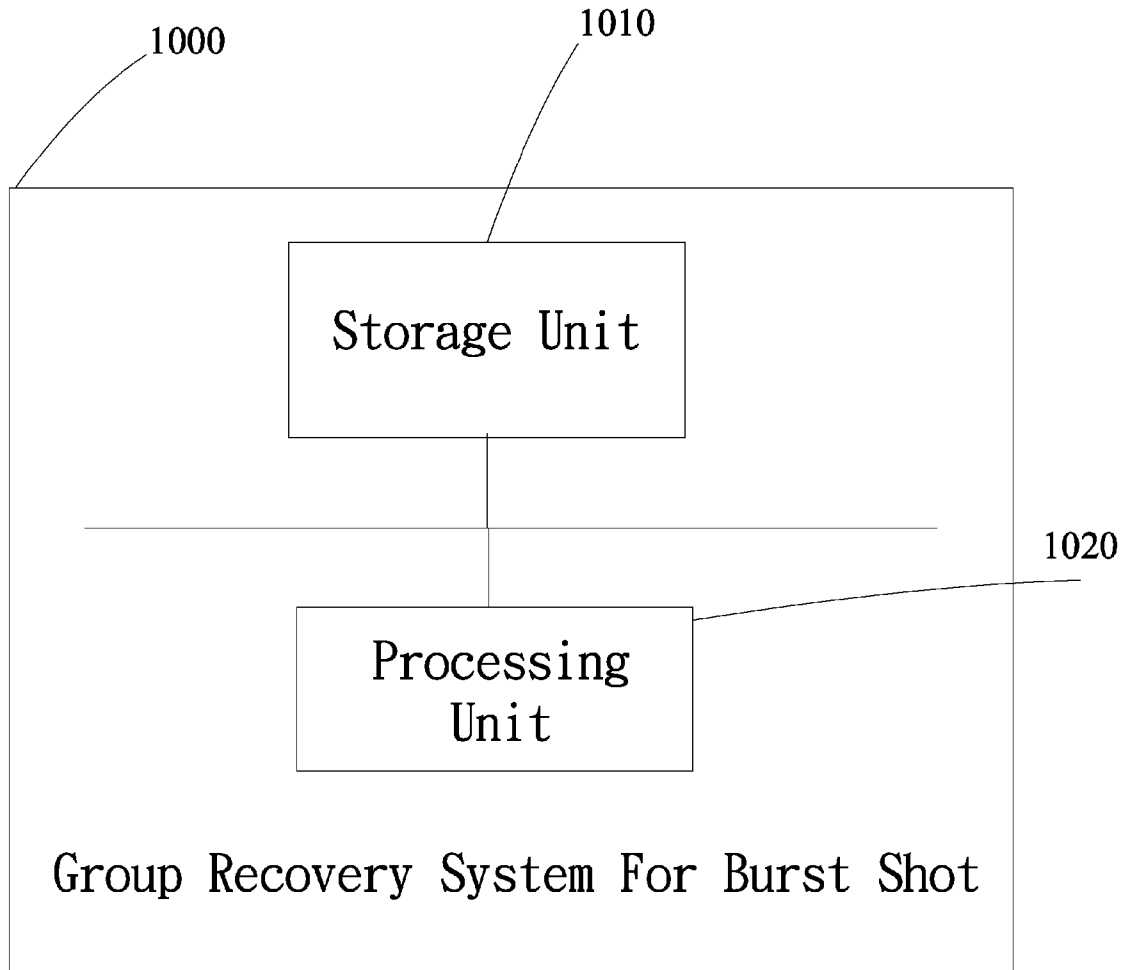 1000
1010
Storage Unit
1020
Processing
Unit
Group Recovery System For Burst Shot